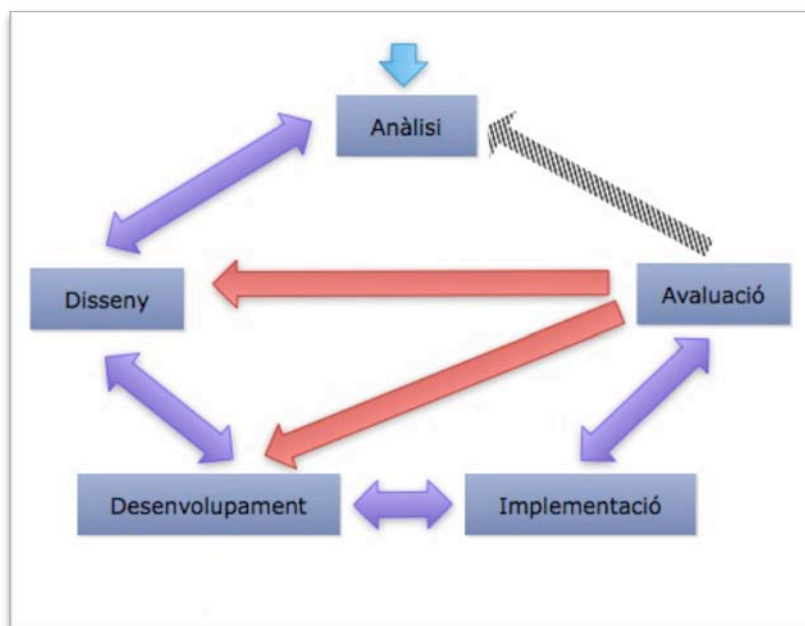 Anàlisi
Disseny
Avaluació
Desenvolupament
Implementació